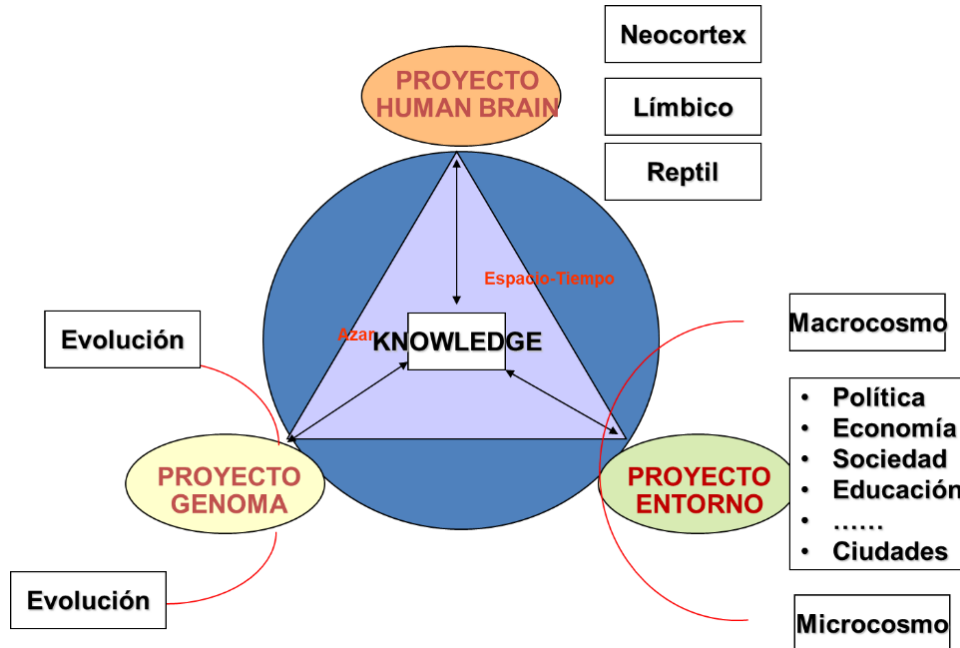 Neocortex
PROYECTO
HUMAN BRAIN
Límbico
Reptil
Espacio-Tiempo
Azar
KNOWLEDGE
Evolución
Macrocosmo
• Política
• Economía
• Sociedad
• Educación
• ......
• Ciudades
PROYECTO
GENOMA
PROYECTO
ENTORNO
Evolución
Microcosmo